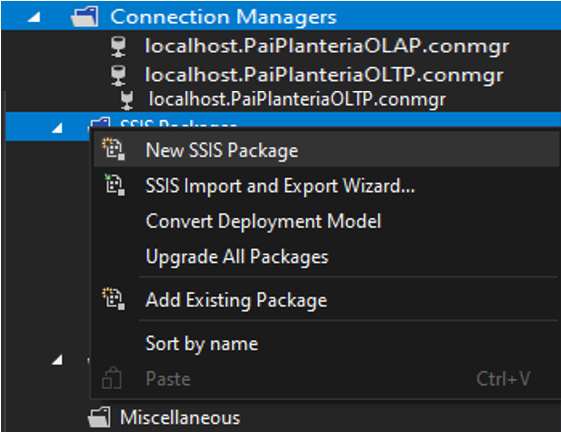 Connection Managers
localhost.PaiPlanteriaOLAP.conmgr
localhost.PaiPlanteriaOLTP.conmgr
localhost.PaiPlanteriaOLTP.conmgr
SSIS Packages
New SSIS Package
SSIS Import and Export Wizard...
Convert Deployment Model
Upgrade All Packages
Add Existing Package
Sort by name
Paste Ctrl+V
Miscellaneous